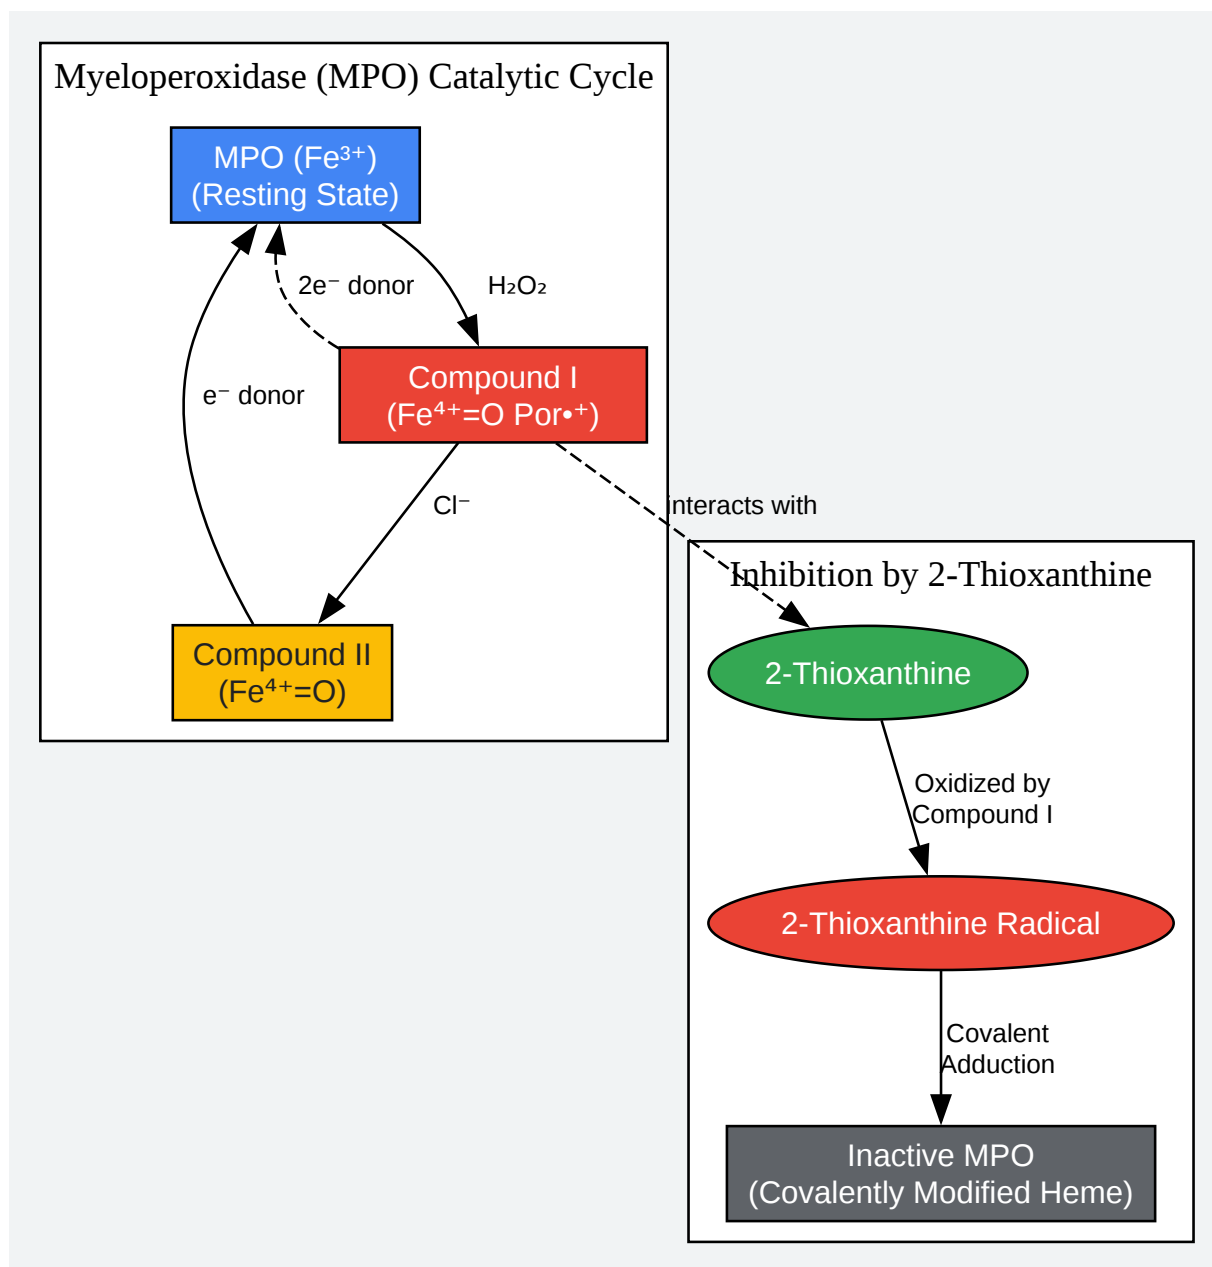 Myeloperoxidase (MPO) Catalytic Cycle
MPO (Fe³⁺)
(Resting State)
2e⁻ donor
H₂O₂
Compound I
(Fe⁴⁺=O Por•⁺)
e⁻ donor
Cl⁻
interacts with
Compound II
(Fe⁴⁺=O)
Inhibition by 2-Thioxanthine
2-Thioxanthine
Oxidized by
Compound I
2-Thioxanthine Radical
Covalent
Adduction
Inactive MPO
(Covalently Modified Heme)